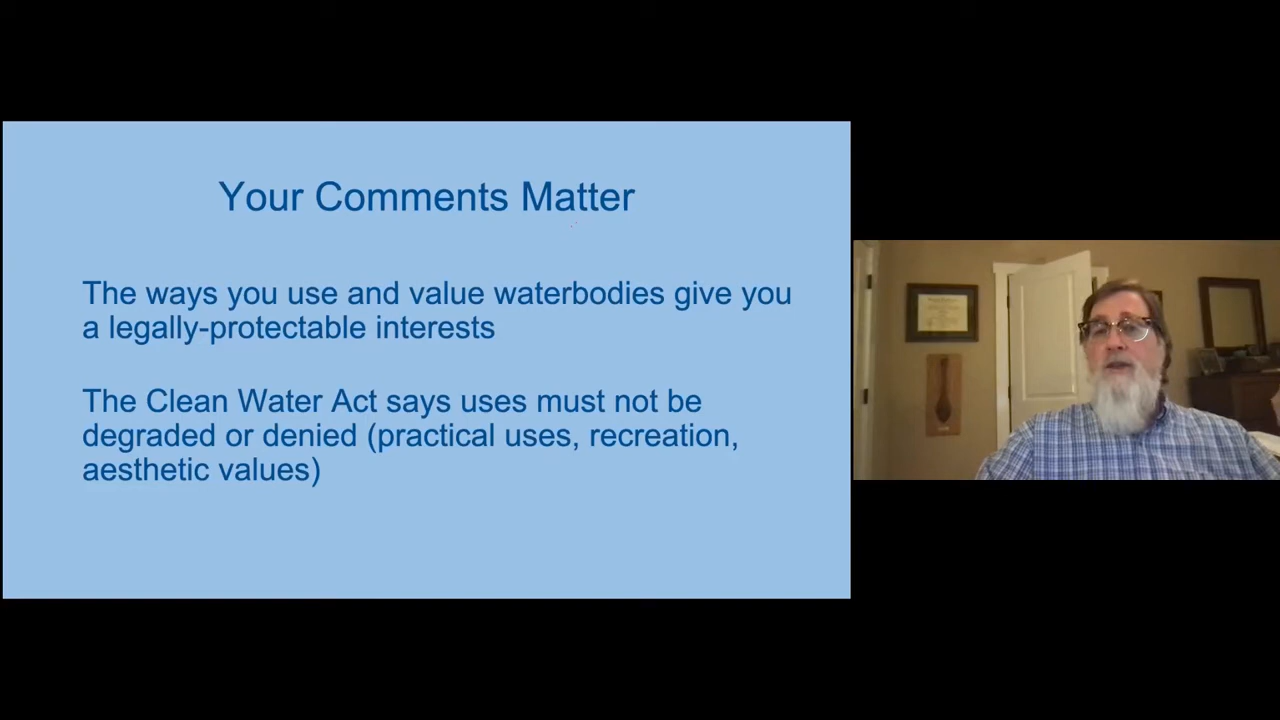 Your Comments Matter
The ways you use and value waterbodies give you
a legally-protectable interests
The Clean Water Act says uses must not be
degraded or denied (practical uses, recreation,
aesthetic values)